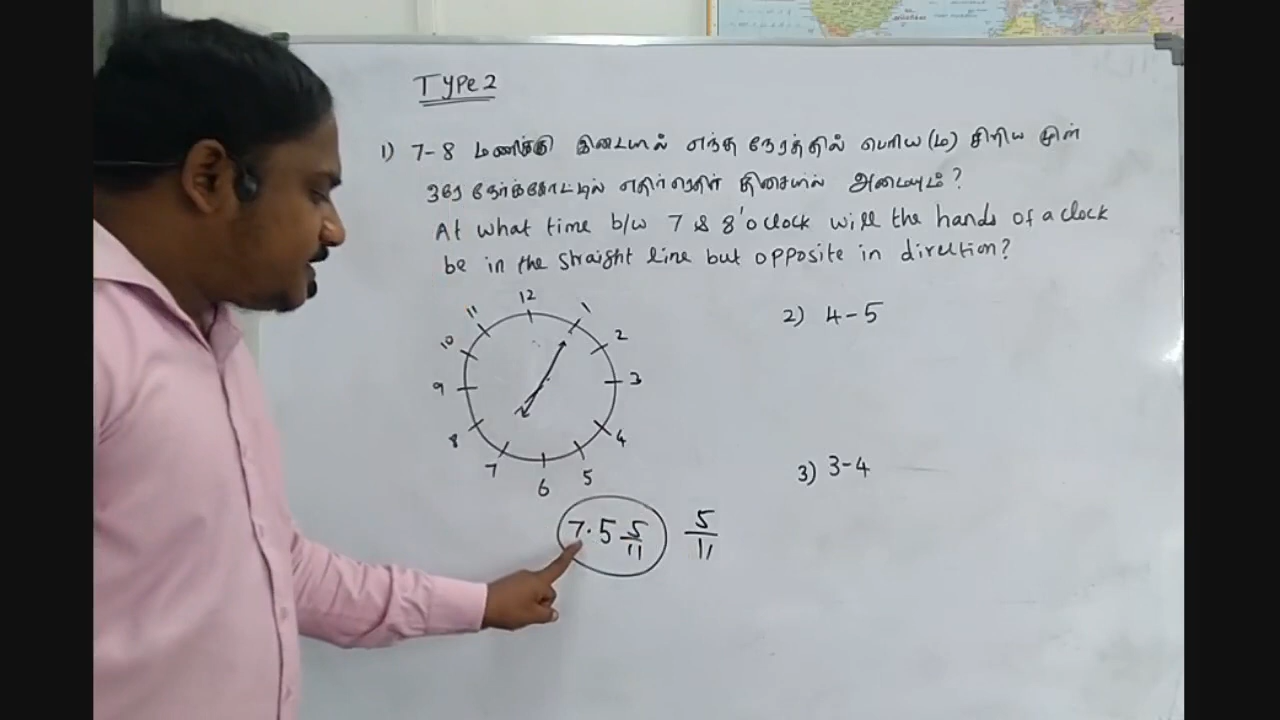 Type 2
1) 7-8 மணிக்கு இடையில் எந்த நேரத்தில் பெரிய (ம) சிறிய முள்
ஒரே நேர்க்கோட்டில் எதிர்எதிர் திசையில் அமையும்?
At what time b/w 7 & 8'o clock will the hands of a clock
be in the straight line but opposite in direction?
12
11 1
10 2
9 3
8 4
7 5
6
2) 4-5
3) 3-4
7.5 5/11 5/11